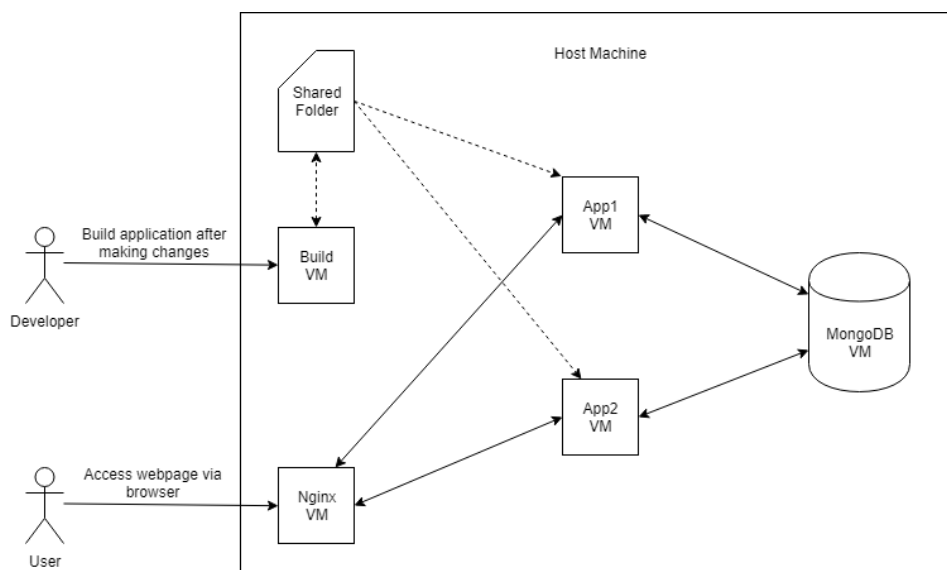 Host Machine
Shared
Folder
App1
VM
Build application after
making changes
Build
VM
Developer
MongoDB
VM
App2
VM
Access webpage via
browser
Nginx
VM
User